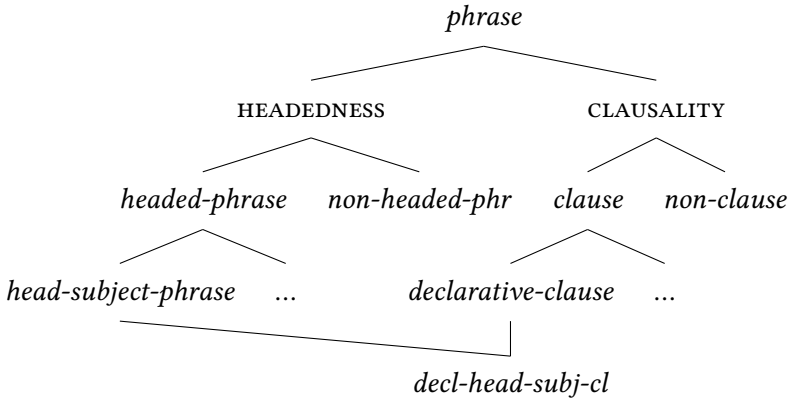 phrase
HEADEDNESS CLAUSALITY
headed-phrase non-headed-phr clause non-clause
head-subject-phrase ... declarative-clause ...
decl-head-subj-cl